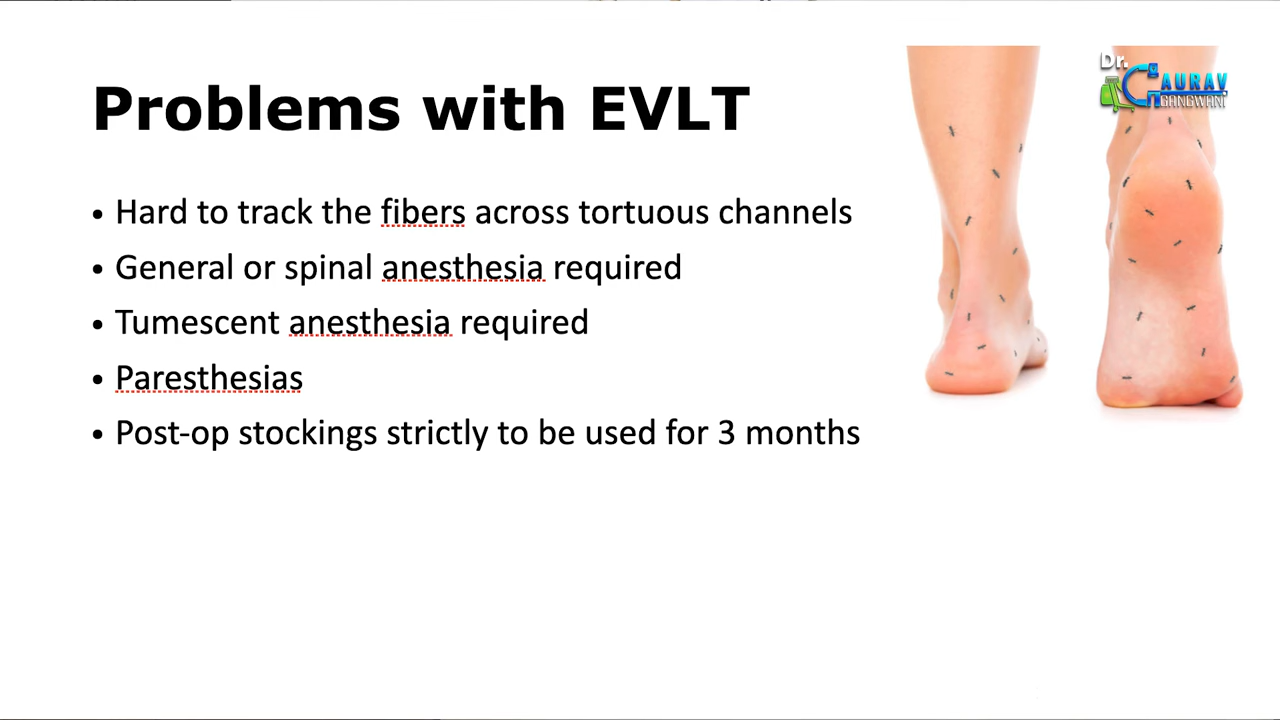 Dr.
GAURAV
GANGWANI
Problems with EVLT
• Hard to track the fibers across tortuous channels
• General or spinal anesthesia required
• Tumescent anesthesia required
• Paresthesias
• Post-op stockings strictly to be used for 3 months